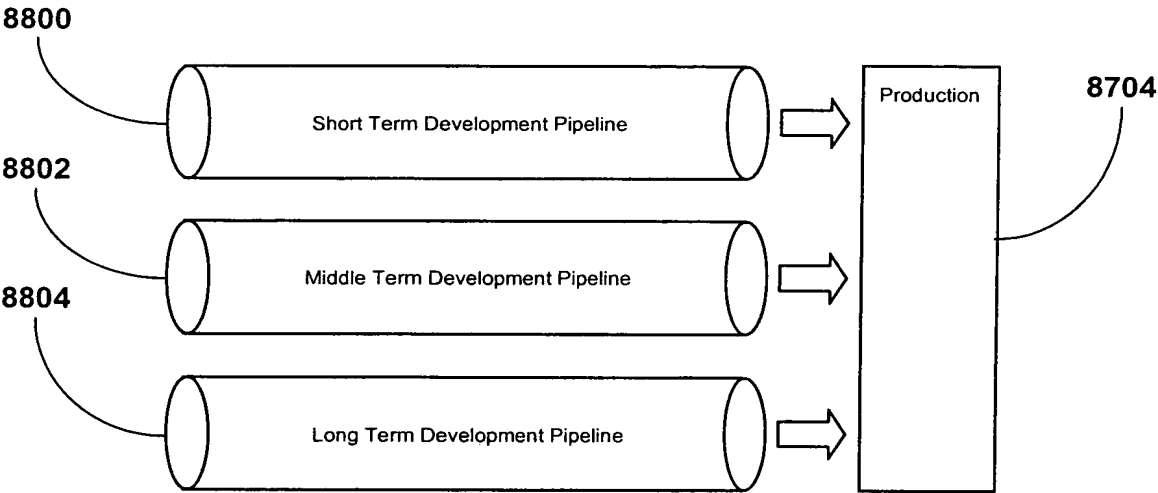 8800
Short Term Development Pipeline
Production
8704
8802
Middle Term Development Pipeline
8804
Long Term Development Pipeline